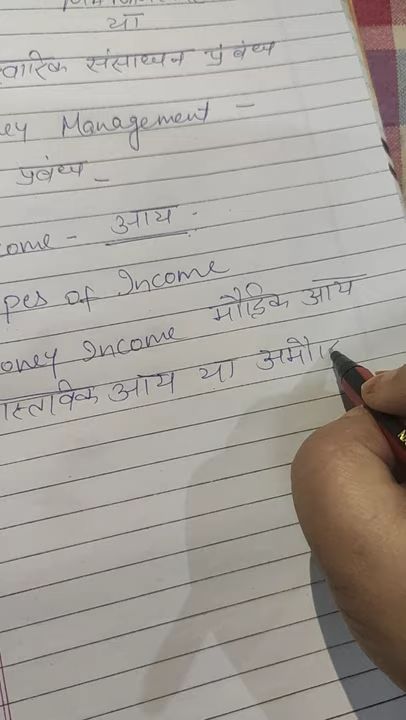 या
वारिक संसाधन प्रबंध
ey Management -
प्रबंध -
come - आय -
pes of Income
oney Income मौद्रिक आय
ास्तविक आय या अमौ